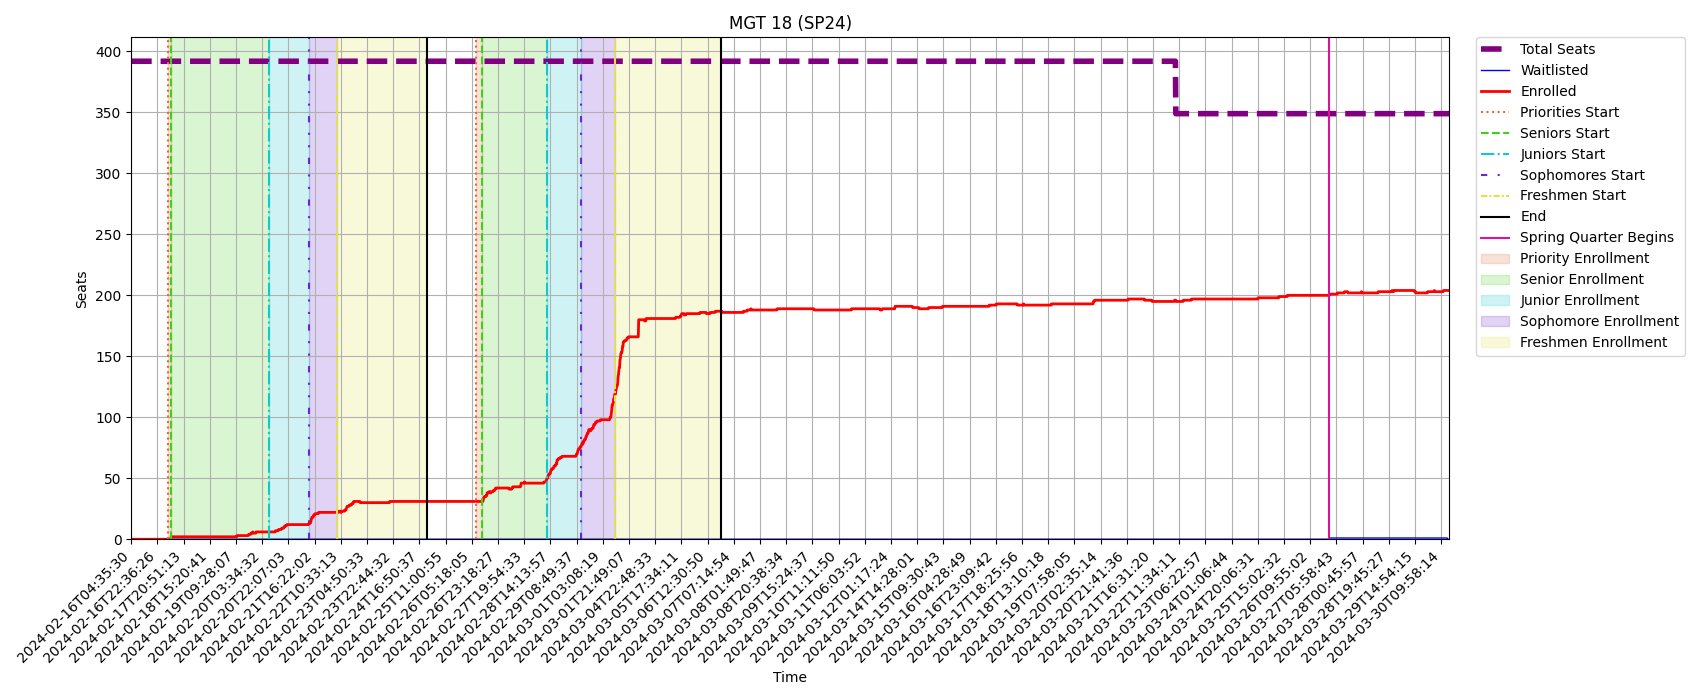 MGT 18 (SP24)
400
350
300
250
200
150
100
50
0
Seats
2024-02-16T04:35:30
2024-02-16T22:36:26
2024-02-17T20:51:13
2024-02-18T15:20:41
2024-02-19T09:28:07
2024-02-20T03:34:32
2024-02-20T22:07:03
2024-02-21T16:22:02
2024-02-22T10:33:13
2024-02-23T04:50:33
2024-02-23T22:44:32
2024-02-24T16:50:37
2024-02-25T11:00:55
2024-02-26T05:18:05
2024-02-26T23:18:27
2024-02-27T19:54:33
2024-02-28T14:13:57
2024-02-29T08:49:37
2024-03-01T03:08:19
2024-03-01T21:49:07
2024-03-04T22:48:33
2024-03-05T17:34:11
2024-03-06T12:30:50
2024-03-07T07:14:54
2024-03-08T01:49:47
2024-03-08T20:38:34
2024-03-09T15:24:37
2024-03-10T11:11:50
2024-03-11T06:03:52
2024-03-12T01:17:24
2024-03-14T14:28:01
2024-03-15T09:30:43
2024-03-16T04:28:49
2024-03-16T23:09:42
2024-03-17T18:25:56
2024-03-18T13:10:18
2024-03-19T07:58:05
2024-03-20T02:35:14
2024-03-20T21:41:36
2024-03-21T16:31:20
2024-03-22T11:34:11
2024-03-23T06:22:57
2024-03-24T01:06:44
2024-03-24T20:06:31
2024-03-25T15:02:32
2024-03-26T09:53:02
2024-03-27T05:58:43
2024-03-28T00:45:57
2024-03-28T19:45:27
2024-03-29T14:54:15
2024-03-30T09:58:14
Time
Total Seats
Waitlisted
Enrolled
Priorities Start
Seniors Start
Juniors Start
Sophomores Start
Freshmen Start
End
Spring Quarter Begins
Priority Enrollment
Senior Enrollment
Junior Enrollment
Sophomore Enrollment
Freshmen Enrollment